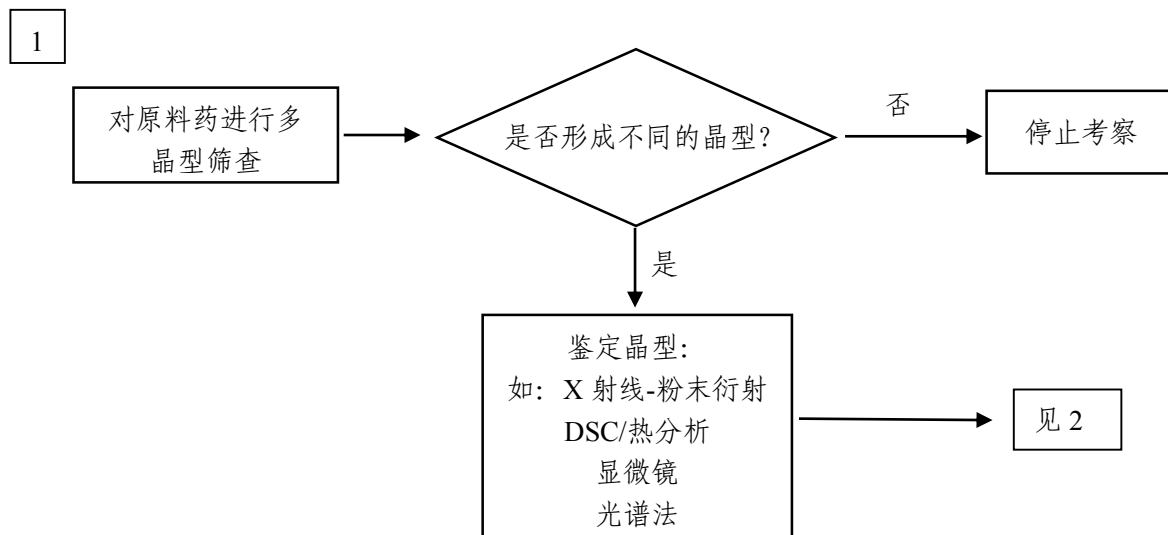 1
对原料药进行多
晶型筛查
是否形成不同的晶型？
否
停止考察
是
鉴定晶型：
如：X 射线-粉末衍射
DSC/热分析
显微镜
光谱法
见 2